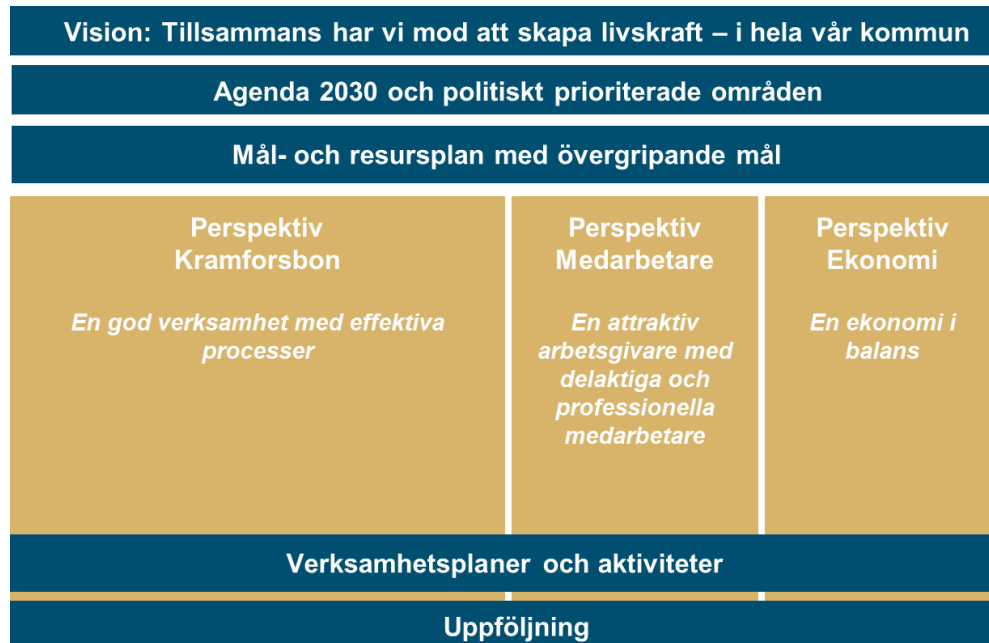 Vision: Tillsammans har vi mod att skapa livskraft – i hela vår kommun
Agenda 2030 och politiskt prioriterade områden
Mål- och resursplan med övergripande mål
Perspektiv
Kramforsbon
En god verksamhet med effektiva
processer
Perspektiv
Medarbetare
En attraktiv
arbetsgivare med
delaktiga och
professionella
medarbetare
Perspektiv
Ekonomi
En ekonomi i
balans
Verksamhetsplaner och aktiviteter
Uppföljning